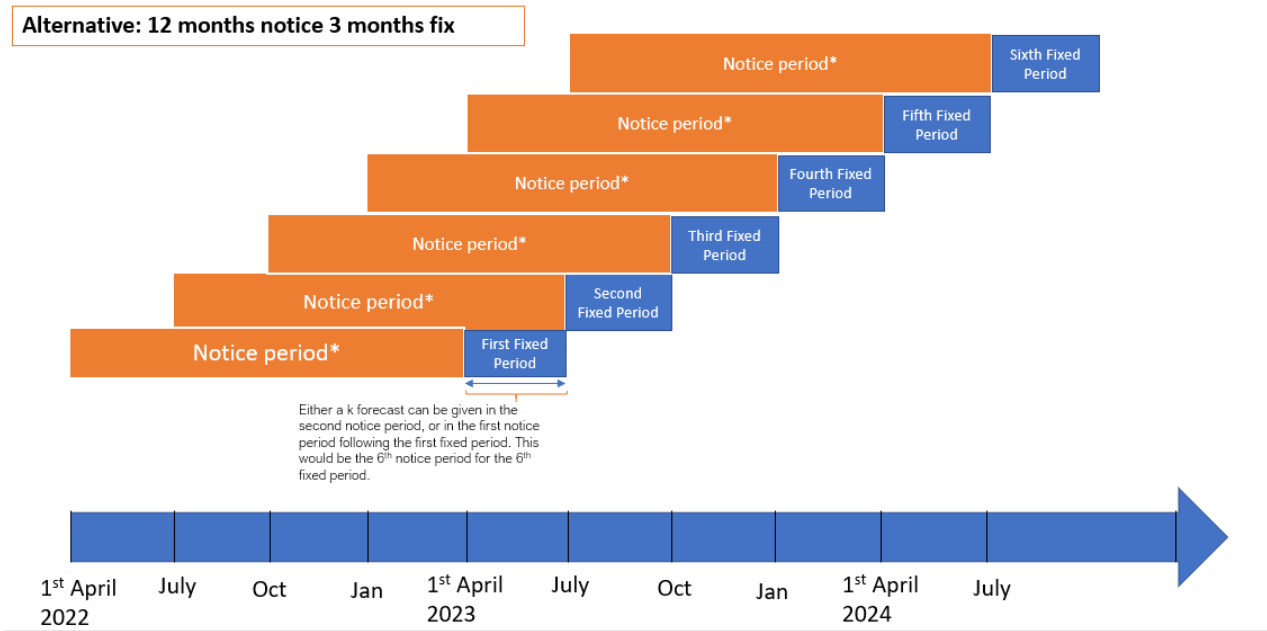 Alternative: 12 months notice 3 months fix
Notice period*
Sixth Fixed
Period
Notice period*
Fifth Fixed
Period
Notice period*
Fourth Fixed
Period
Notice period*
Third Fixed
Period
Notice period*
Second
Fixed Period
Notice period*
First Fixed
Period
Either a k forecast can be given in the
second notice period, or in the first notice
period following the first fixed period. This
would be the 6th notice period for the 6th
fixed period.
1st April
2022
July
Oct
Jan
1st April
2023
July
Oct
Jan
1st April
2024
July